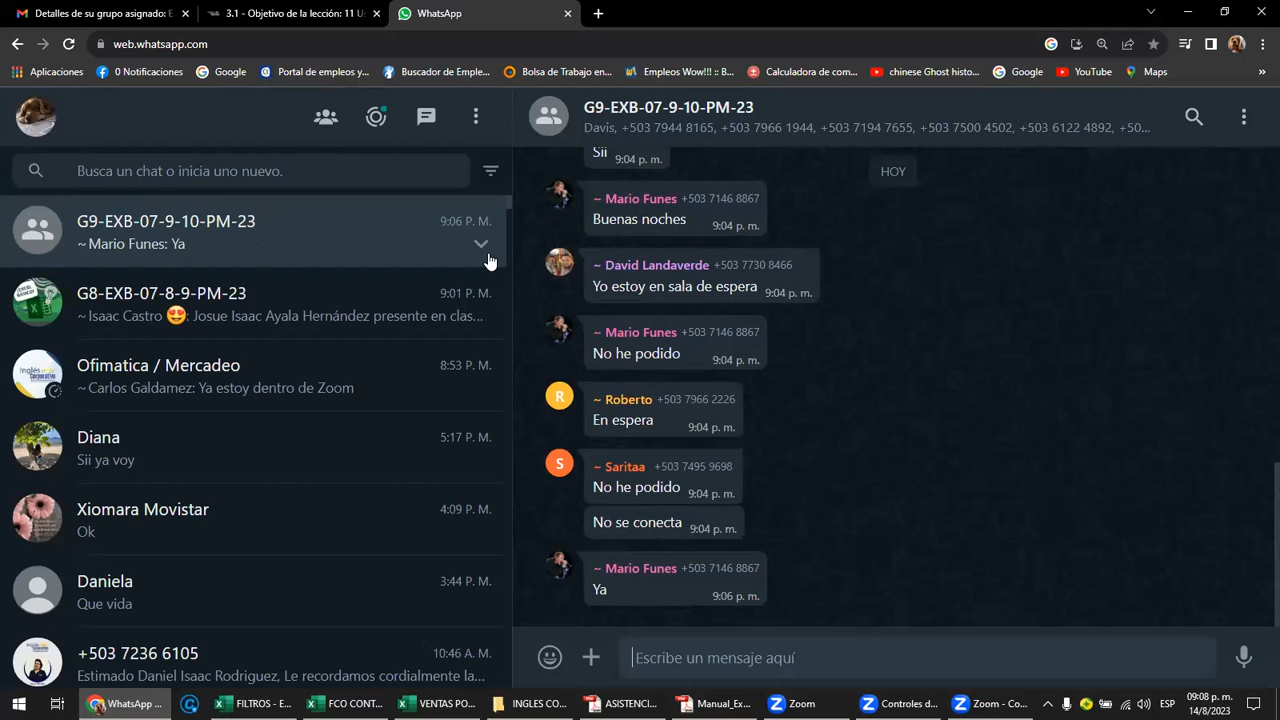 Detalles de su grupo asignado: E
3.1 - Objetivo de la lección: 11 U
WhatsApp
web.whatsapp.com
Aplicaciones
0 Notificaciones
Google
Portal de empleos y...
Buscador de Emple...
Bolsa de Trabajo en...
Empleos Wow!!! :: B...
Calculadora de com...
chinese Ghost histo...
Google
YouTube
Maps
Busca un chat o inicia uno nuevo.
G9-EXB-07-9-10-PM-23
9:06 P. M.
~ Mario Funes: Ya
G8-EXB-07-8-9-PM-23
9:01 P. M.
~ Isaac Castro 😍: Josue Isaac Ayala Hernández presente en clas...
Ofimatica / Mercadeo
8:53 P. M.
~ Carlos Galdamez: Ya estoy dentro de Zoom
Diana
5:17 P. M.
Sii ya voy
Xiomara Movistar
4:09 P. M.
Ok
Daniela
3:44 P. M.
Que vida
+503 7236 6105
10:46 A. M.
Estimado Daniel Isaac Rodriguez, Le recordamos cordialmente la...
G9-EXB-07-9-10-PM-23
Davis, +503 7944 8165, +503 7966 1944, +503 7194 7655, +503 7500 4502, +503 6122 4892, +50...
Sii
9:04 p. m.
HOY
~ Mario Funes +503 7146 8867
Buenas noches
9:04 p. m.
~ David Landaverde +503 7730 8466
Yo estoy en sala de espera 9:04 p. m.
~ Mario Funes +503 7146 8867
No he podido
9:04 p. m.
R
~ Roberto +503 7966 2226
En espera
9:04 p. m.
S
~ Saritaa +503 7495 9698
No he podido
9:04 p. m.
No se conecta
9:04 p. m.
~ Mario Funes +503 7146 8867
Ya
9:06 p. m.
Escribe un mensaje aquí
WhatsApp ...
FILTROS - E...
FCO CONT...
VENTAS PO...
INGLES CO...
ASISTENCI...
Manual_Ex...
Zoom
Controles d...
Zoom - Co...
ESP
09:08 p. m.
14/8/2023